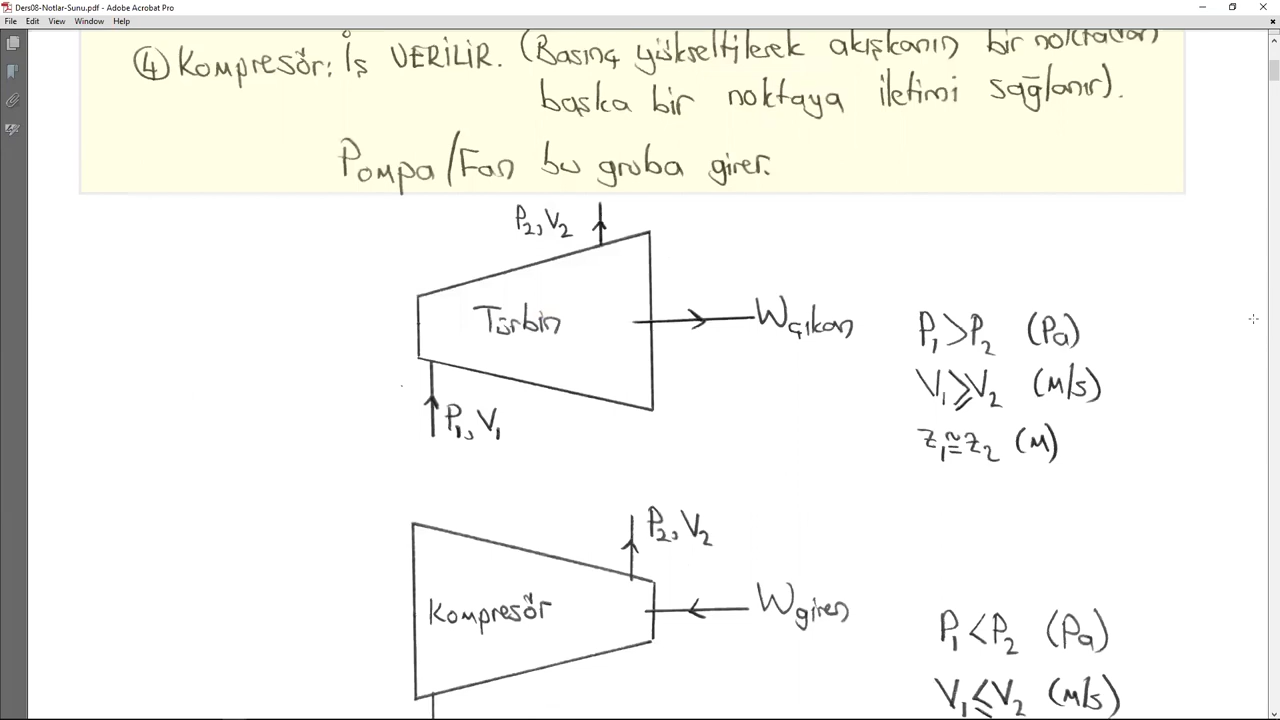 Ders08-Notlar-Sunu.pdf - Adobe Acrobat Pro
File Edit View Window Help
④ Kompresör: İş VERİLİR. (Basınç yükseltilerek akışkanın bir noktadan
başka bir noktaya iletimi sağlanır).
Pompa/Fan bu gruba girer.
P₂, V₂
Türbin
Wçıkan
P₁, V₁
P₁>P₂ (Pa)
V₁≥V₂ (m/s)
z₁≅z₂ (m)
P₂, V₂
Kompresör
Wgiren
P₁<P₂ (Pa)
V₁≤V₂ (m/s)